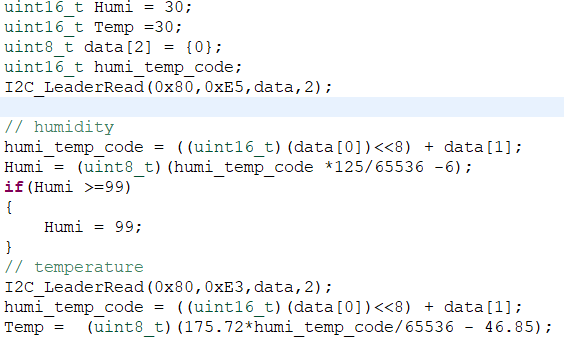 uint16_t Humi = 30;
uint16_t Temp =30;
uint8_t data[2] = {0};
uint16_t humi_temp_code;
I2C_LeaderRead(0x80,0xE5,data,2);
// humidity
humi_temp_code = ((uint16_t)(data[0])<<8) + data[1];
Humi = (uint8_t)(humi_temp_code *125/65536 -6);
if(Humi >=99)
{
    Humi = 99;
}
// temperature
I2C_LeaderRead(0x80,0xE3,data,2);
humi_temp_code = ((uint16_t)(data[0])<<8) + data[1];
Temp =  (uint8_t)(175.72*humi_temp_code/65536 - 46.85);